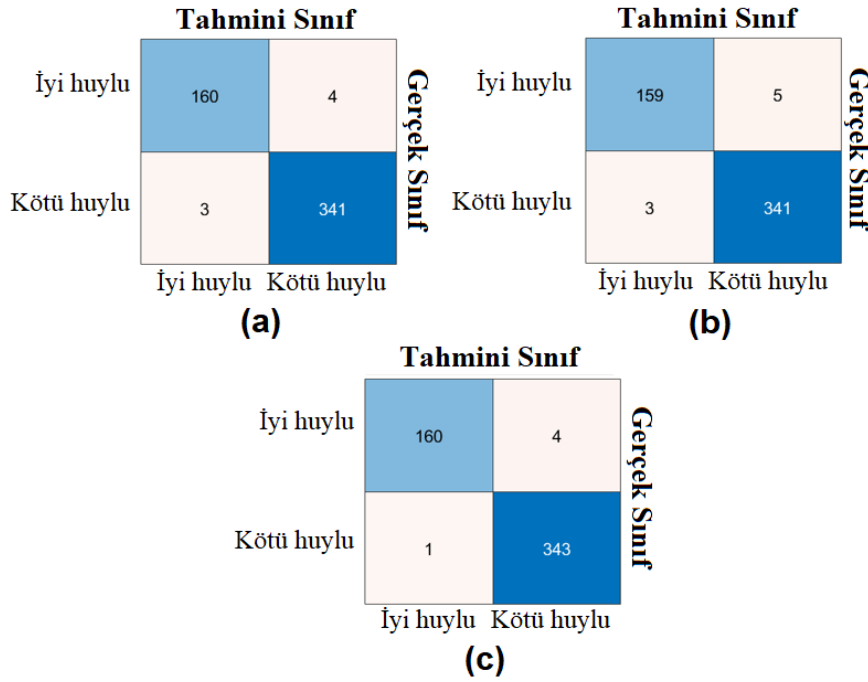 Tahmini Sınıf
İyi huylu
160
4
Kötü huylu
3
341
Gerçek Sınıf
İyi huylu Kötü huylu
(a)
Tahmini Sınıf
İyi huylu
159
5
Kötü huylu
3
341
Gerçek Sınıf
İyi huylu Kötü huylu
(b)
Tahmini Sınıf
İyi huylu
160
4
Kötü huylu
1
343
Gerçek Sınıf
İyi huylu Kötü huylu
(c)